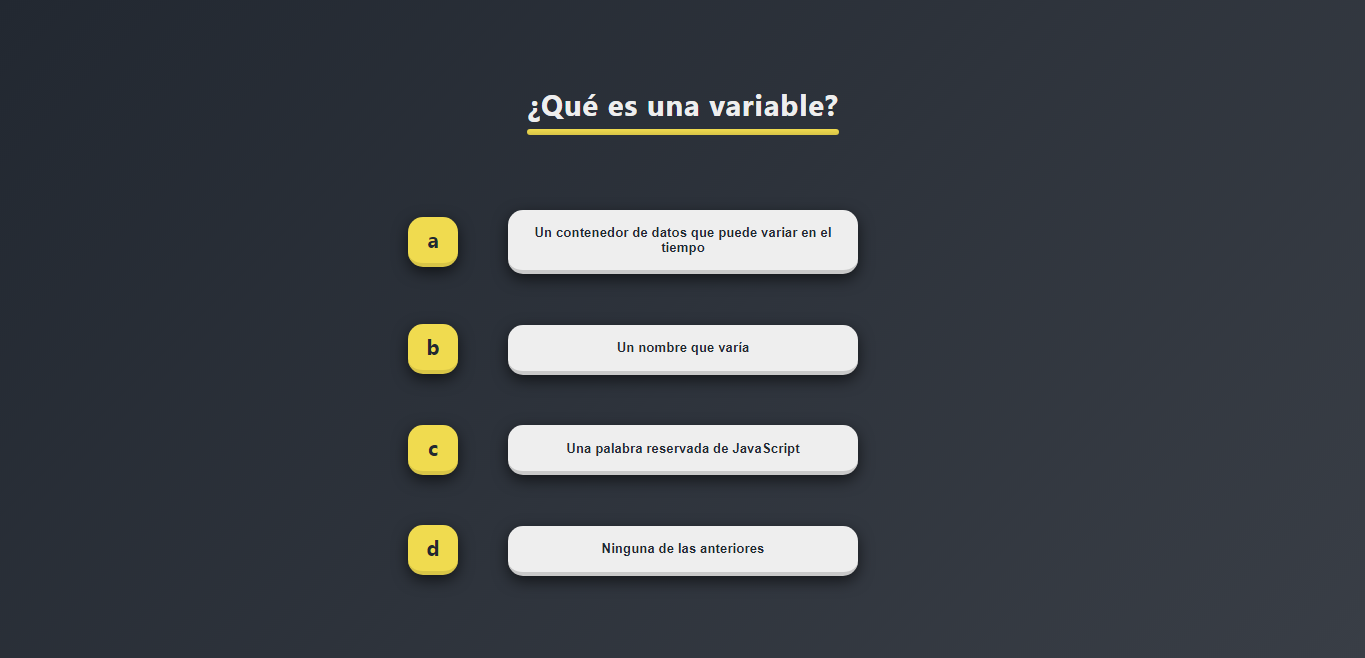 ¿Qué es una variable?
a
Un contenedor de datos que puede variar en el
tiempo
b
Un nombre que varía
c
Una palabra reservada de JavaScript
d
Ninguna de las anteriores